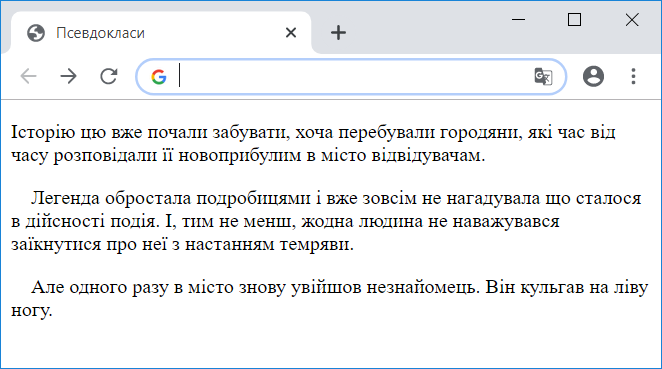 Псевдокласи
Історію цю вже почали забувати, хоча перебували городяни, які час від
часу розповідали її новоприбулим в місто відвідувачам.
Легенда обростала подробицями і вже зовсім не нагадувала що сталося
в дійсності подія. І, тим не менш, жодна людина не наважувався
заїкнутися про неї з настанням темряви.
Але одного разу в місто знову увійшов незнайомець. Він кульгав на ліву
ногу.